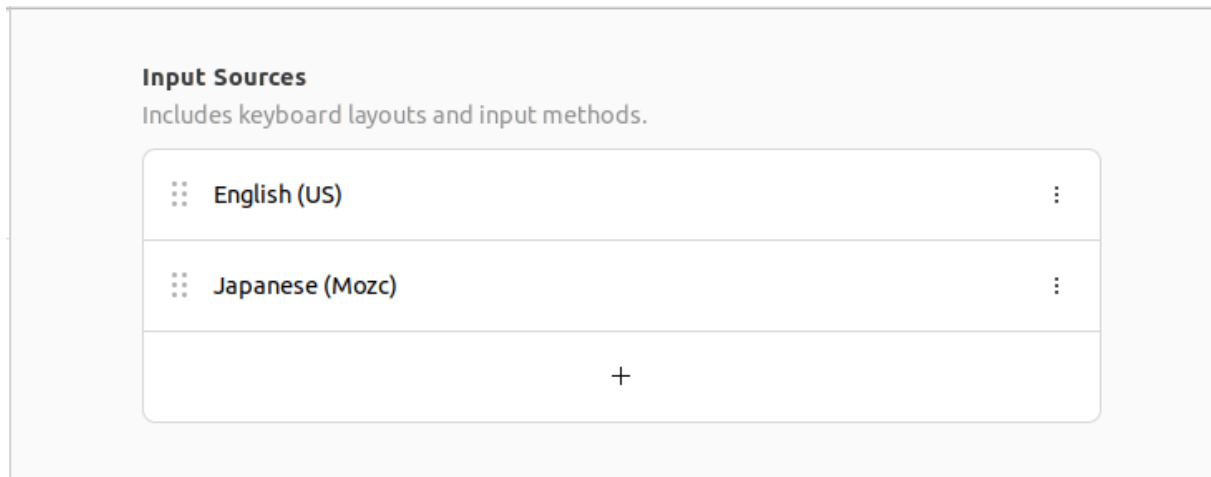 Input Sources
Includes keyboard layouts and input methods.
English (US)
Japanese (Mozc)
+